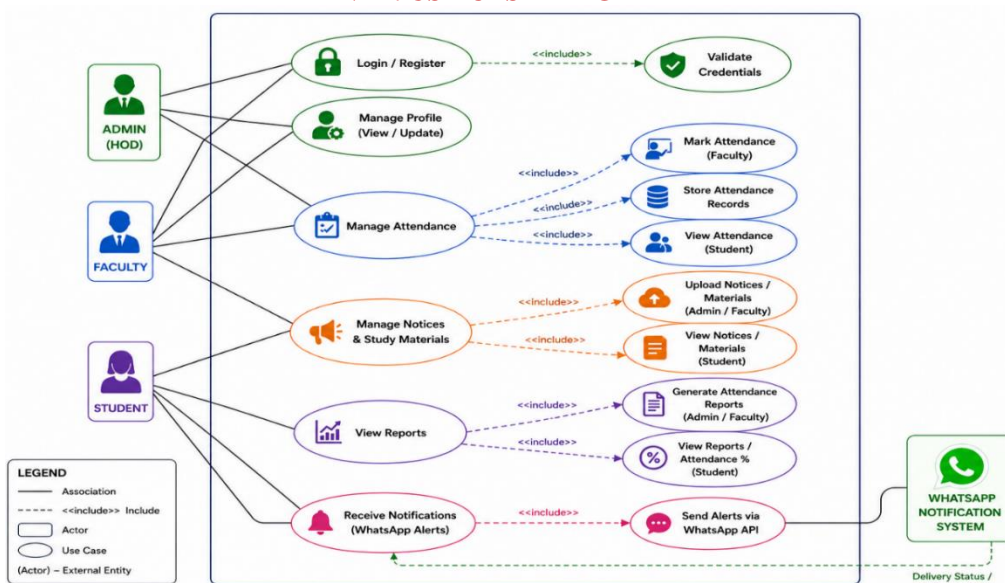 <<include>>
Login / Register
Validate
Credentials
ADMIN
(HOD)
Manage Profile
(View / Update)
Mark Attendance
(Faculty)
<<include>>
Store Attendance
Records
<<include>>
Manage Attendance
<<include>>
View Attendance
(Student)
FACULTY
Upload Notices /
Materials
(Admin / Faculty)
<<include>>
Manage Notices
& Study Materials
<<include>>
View Notices /
Materials
(Student)
STUDENT
Generate Attendance
Reports
(Admin / Faculty)
<<include>>
View Reports
<<include>>
View Reports /
Attendance %
(Student)
LEGEND
Association
<<include>> Include
Actor
Use Case
(Actor) – External Entity
Receive Notifications
(WhatsApp Alerts)
<<include>>
Send Alerts via
WhatsApp API
WHATSAPP
NOTIFICATION
SYSTEM
Delivery Status /